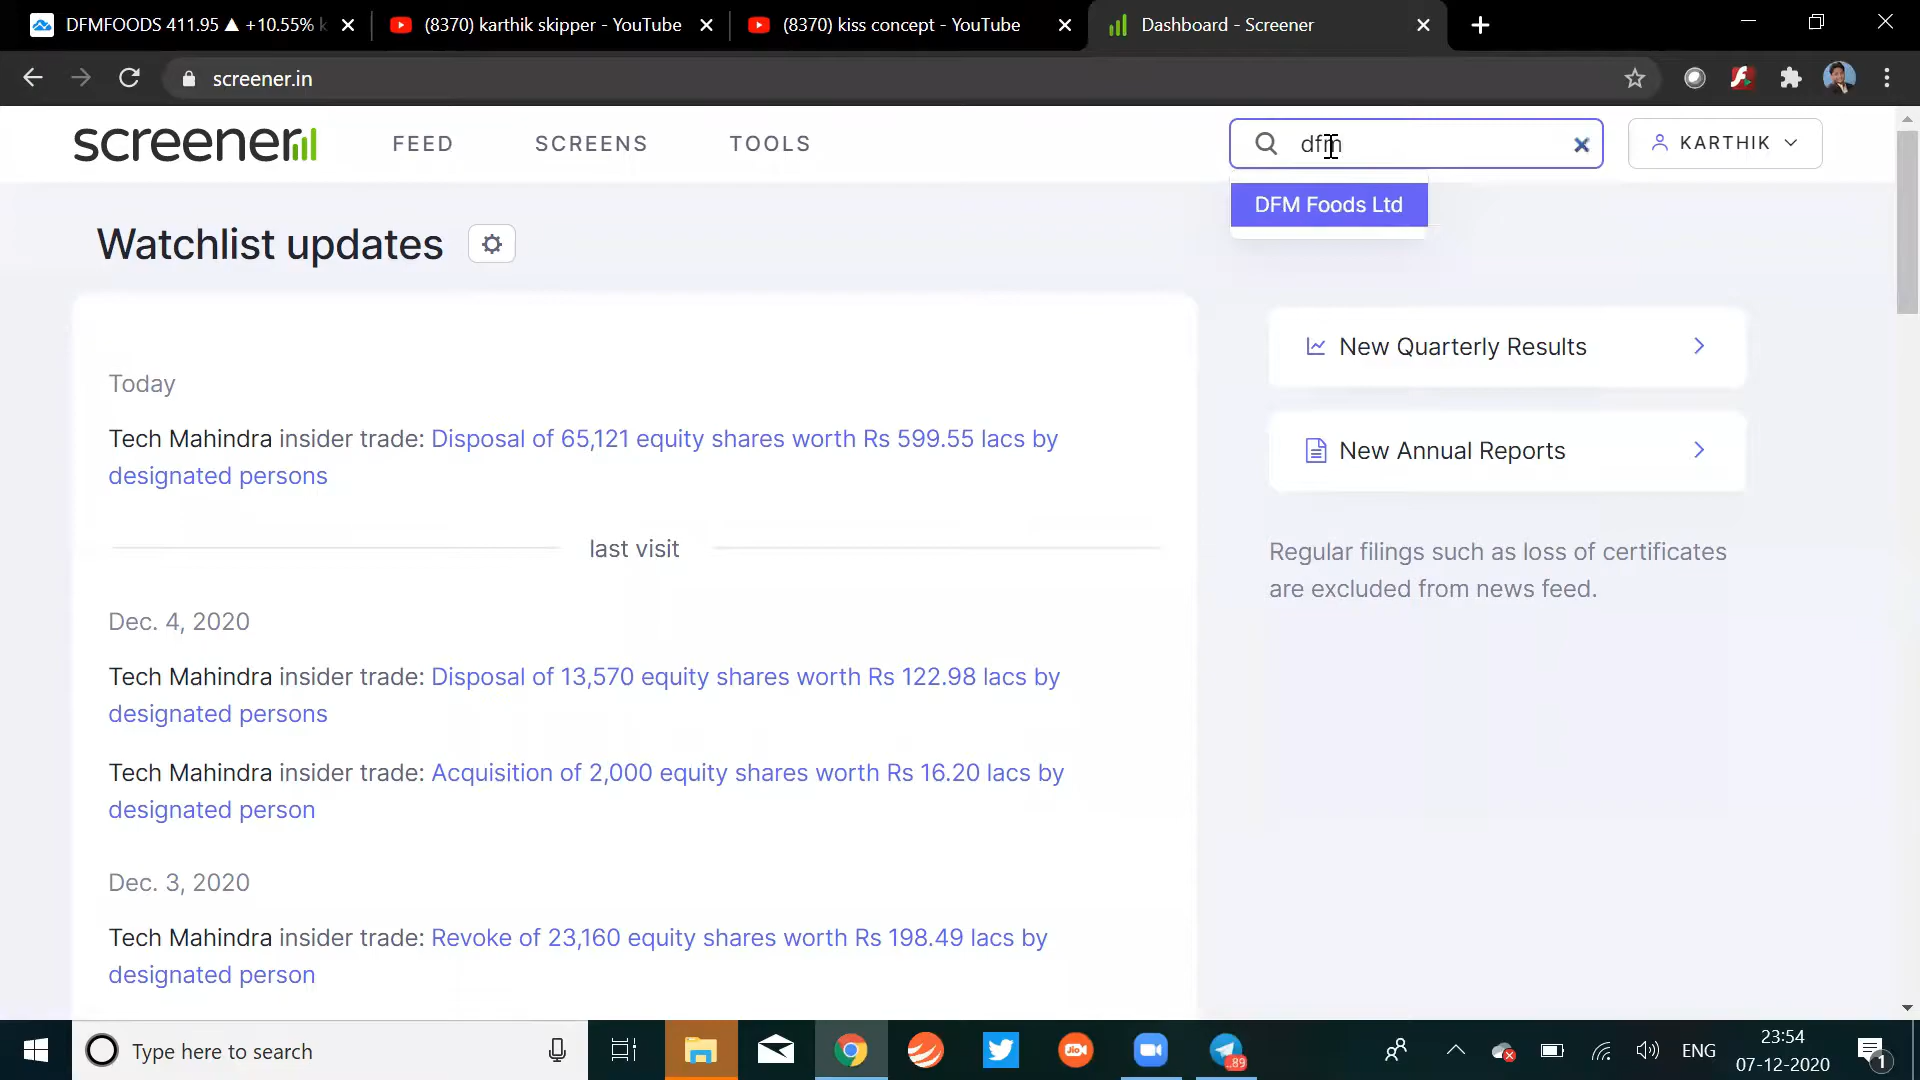 DFMFOODS 411.95 ▲ +10.55%
(8370) karthik skipper - YouTube
(8370) kiss concept - YouTube
Dashboard - Screener
screener.in
screener
FEED
SCREENS
TOOLS
dfm
KARTHIK
DFM Foods Ltd
Watchlist updates
New Quarterly Results
New Annual Reports
Regular filings such as loss of certificates
are excluded from news feed.
Today
Tech Mahindra insider trade: Disposal of 65,121 equity shares worth Rs 599.55 lacs by
designated persons
last visit
Dec. 4, 2020
Tech Mahindra insider trade: Disposal of 13,570 equity shares worth Rs 122.98 lacs by
designated persons
Tech Mahindra insider trade: Acquisition of 2,000 equity shares worth Rs 16.20 lacs by
designated person
Dec. 3, 2020
Tech Mahindra insider trade: Revoke of 23,160 equity shares worth Rs 198.49 lacs by
designated person
Type here to search
Jio
89
ENG
23:54
07-12-2020
1